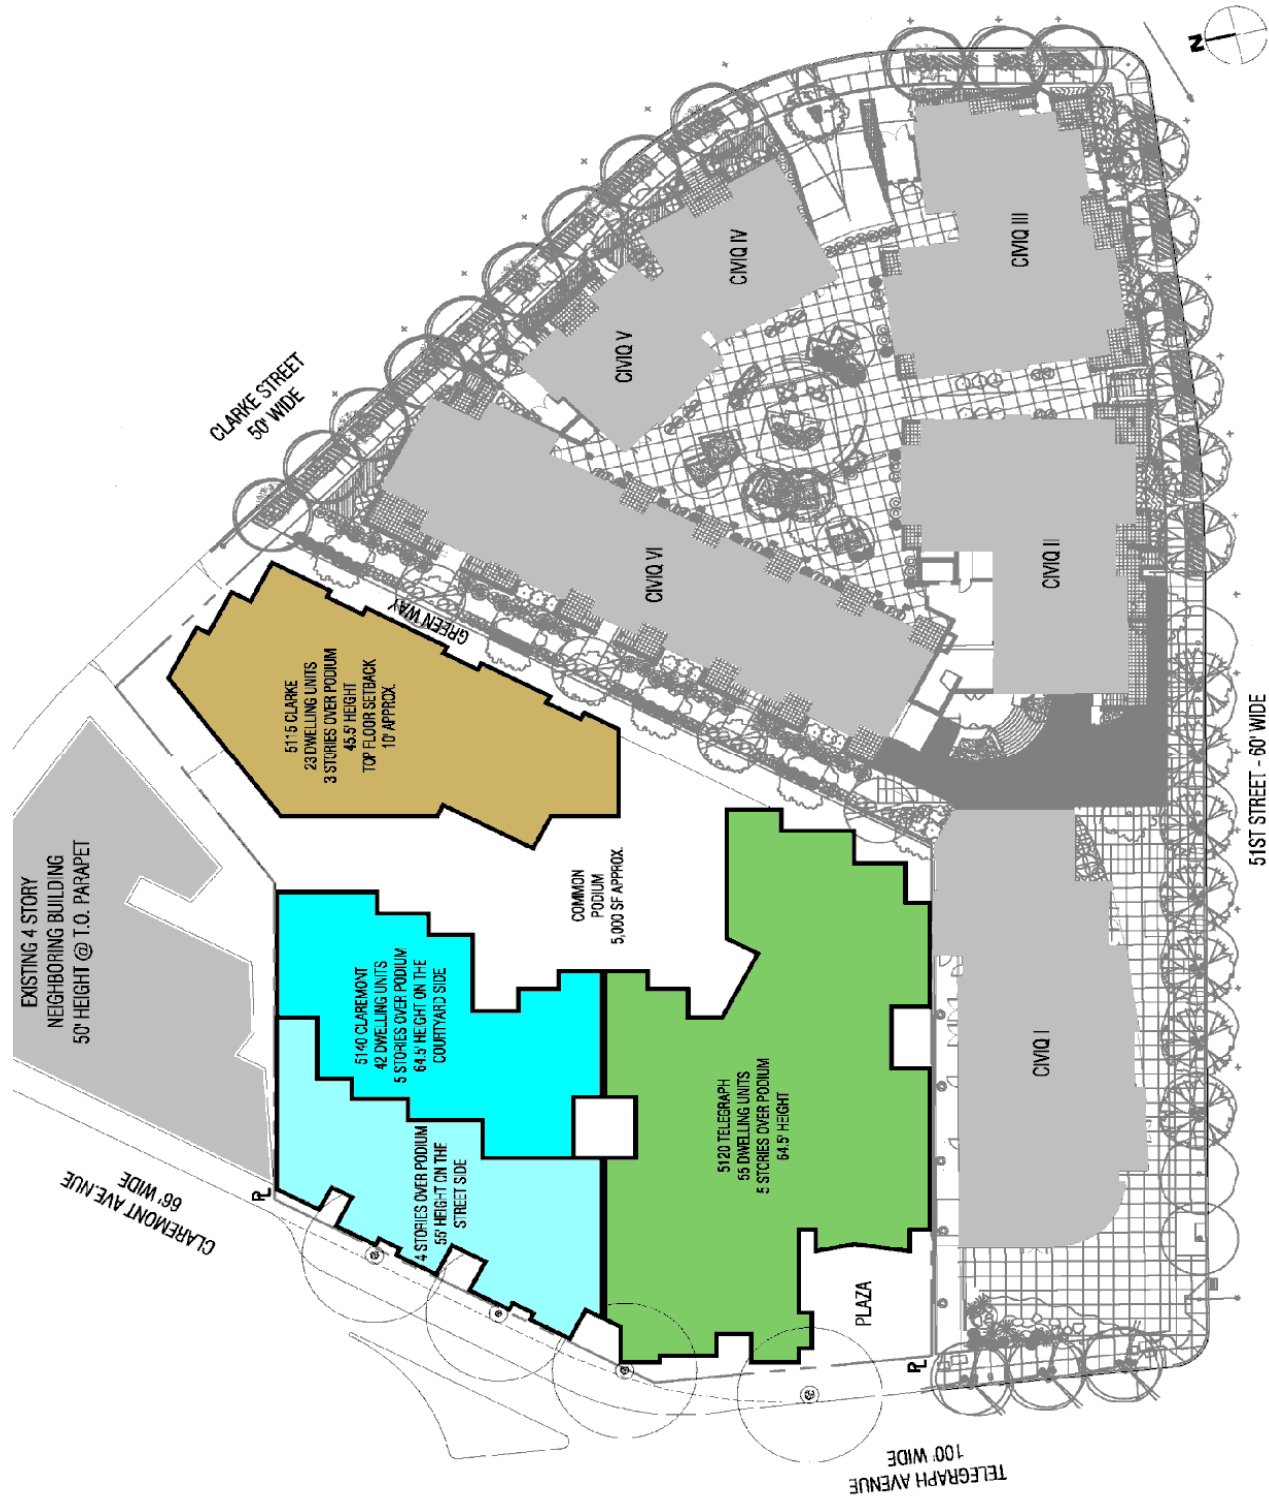 N
CLARKE STREET
50' WIDE
CIVIQ III
CIVIQ IV
CIVIQ V
CIVIQ VI
CIVIQ II
CIVIQ I
GREEN WAY
5115 CLARKE
23 DWELLING UNITS
3 STORIES OVER PODIUM
45.5' HEIGHT
TOP FLOOR SETBACK
10' APPROX.
EXISTING 4 STORY
NEIGHBORING BUILDING
50' HEIGHT @ T.O. PARAPET
COMMON
PODIUM
5,000 SF APPROX.
5140 CLAREMONT
42 DWELLING UNITS
5 STORIES OVER PODIUM
64.5' HEIGHT ON THE
COURTYARD SIDE
4 STORIES OVER PODIUM
55' HEIGHT ON THE
STREET SIDE
5120 TELEGRAPH
55 DWELLING UNITS
5 STORIES OVER PODIUM
64.5' HEIGHT
PLAZA
PL
PL
CLAREMONT AVENUE
66' WIDE
TELEGRAPH AVENUE
100' WIDE
51ST STREET - 60' WIDE